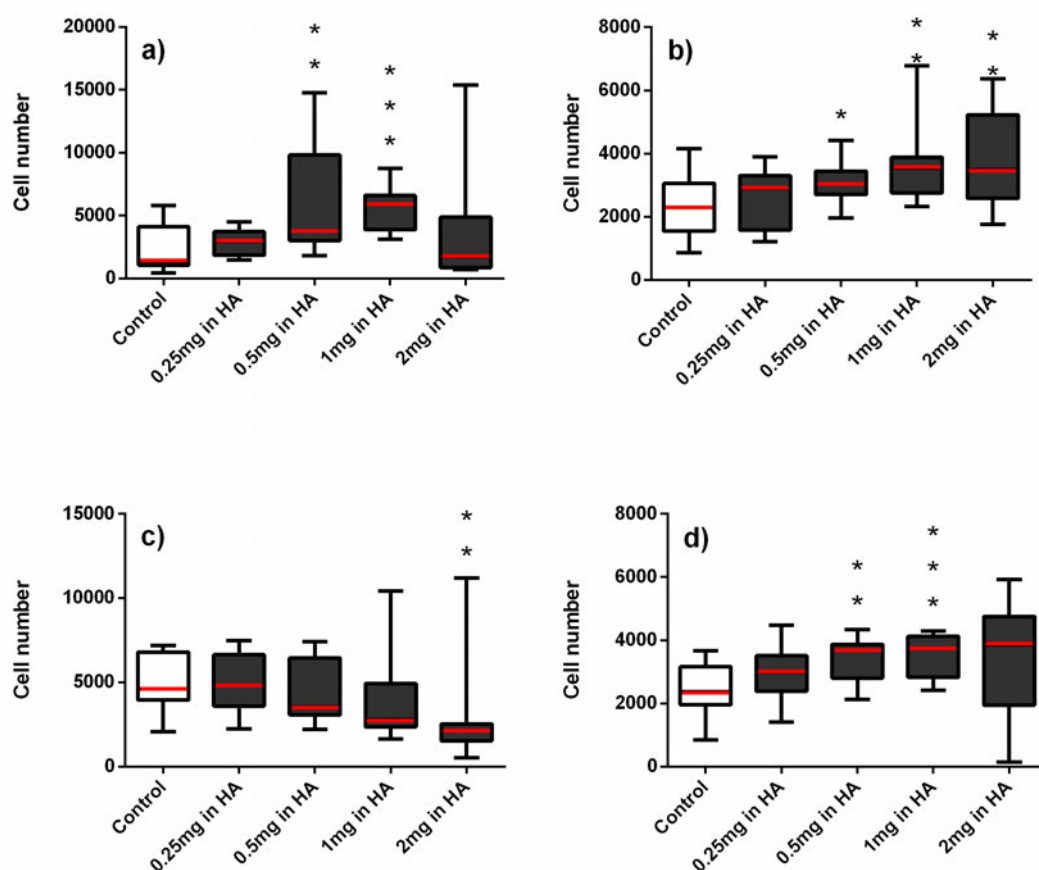 a)
Cell number
20000
15000
10000
5000
0
* *
* * *
Control
0.25mg in HA
0.5mg in HA
1mg in HA
2mg in HA
b)
Cell number
8000
6000
4000
2000
0
*
* *
* *
Control
0.25mg in HA
0.5mg in HA
1mg in HA
2mg in HA
c)
Cell number
15000
10000
5000
0
* *
Control
0.25mg in HA
0.5mg in HA
1mg in HA
2mg in HA
d)
Cell number
8000
6000
4000
2000
0
* *
* * *
Control
0.25mg in HA
0.5mg in HA
1mg in HA
2mg in HA